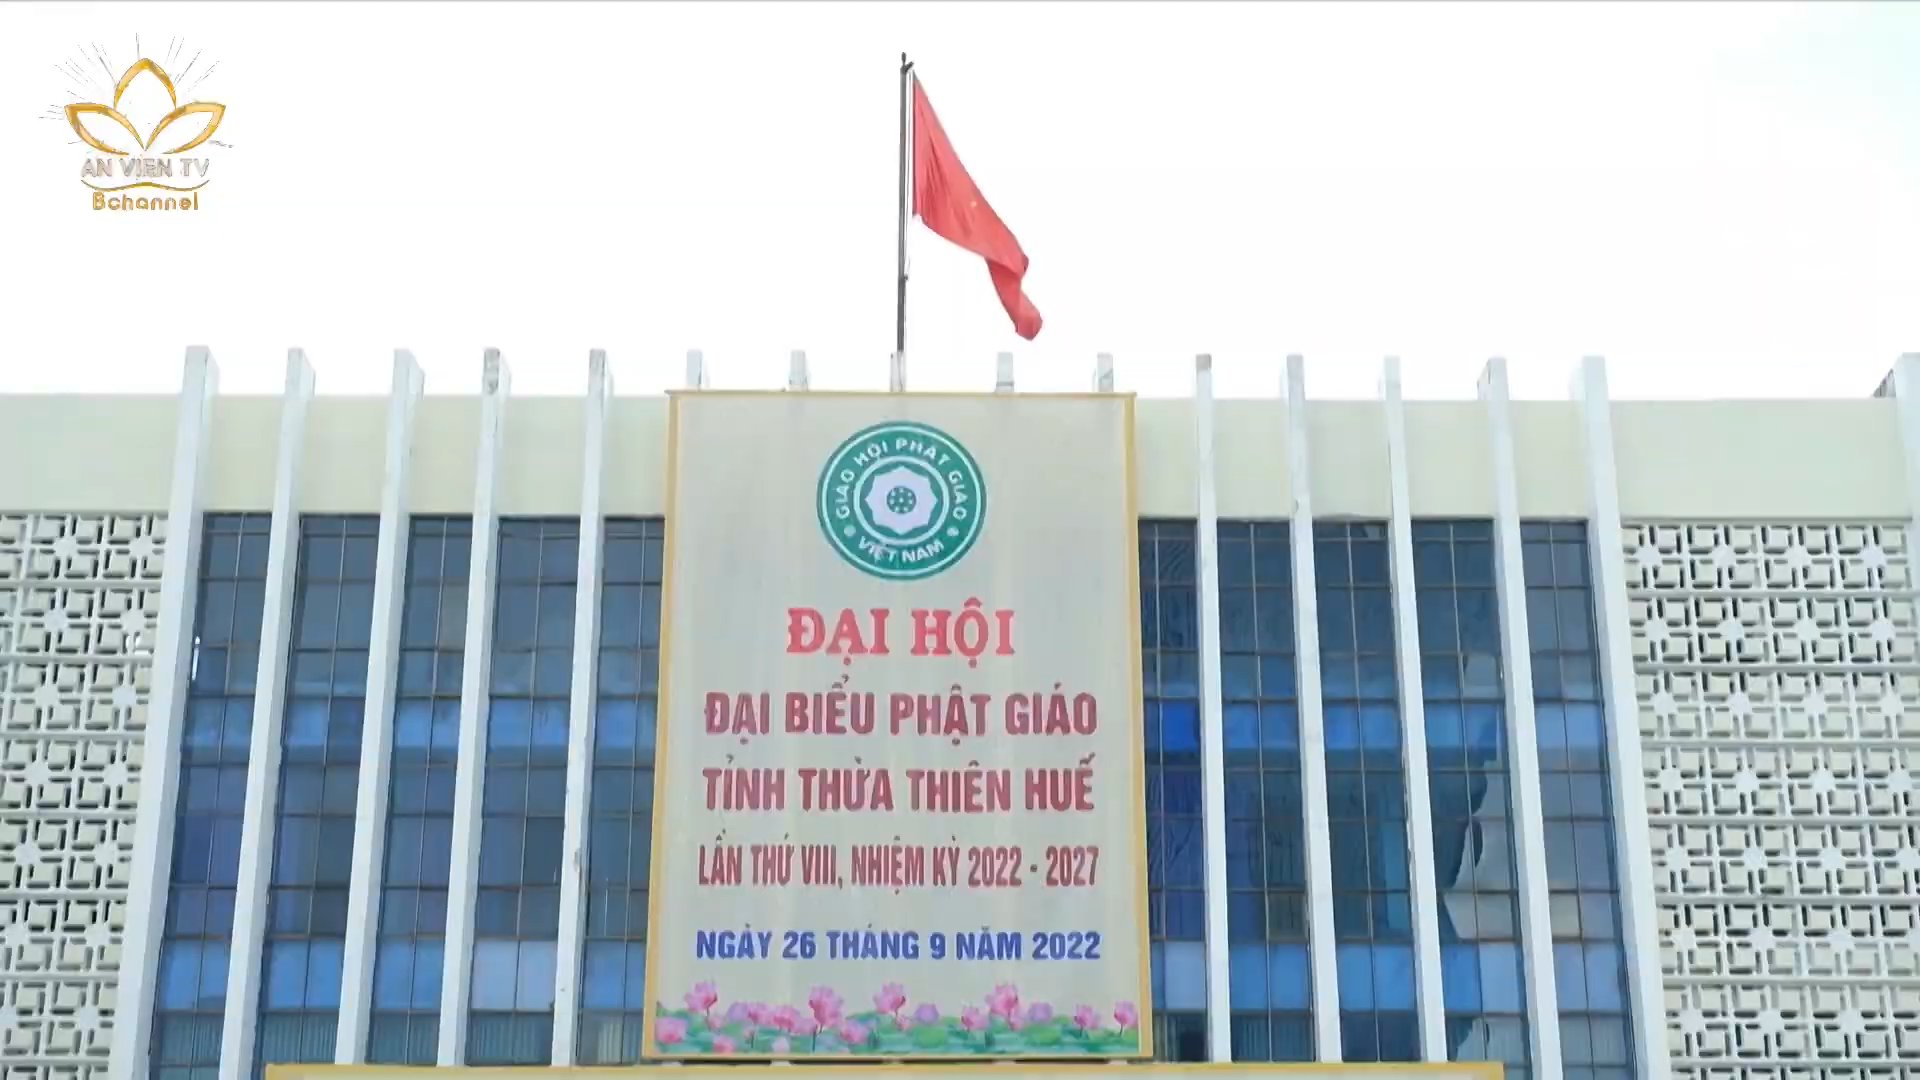 AN VIEN TV
Bchannel
GIÁO HỘI PHẬT GIÁO
VIỆT NAM
ĐẠI HỘI
ĐẠI BIỂU PHẬT GIÁO
TỈNH THỪA THIÊN HUẾ
LẦN THỨ VIII, NHIỆM KỲ 2022 - 2027
NGÀY 26 THÁNG 9 NĂM 2022